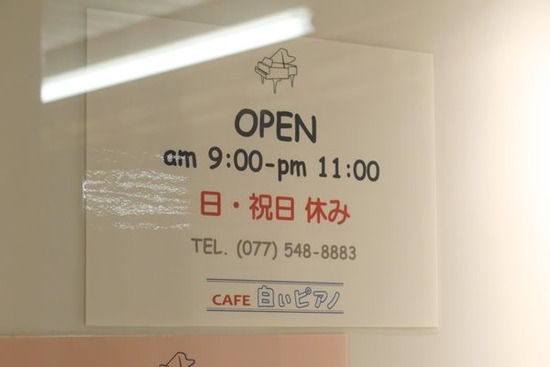 OPEN
am 9:00-pm 11:00
日・祝日 休み
TEL. (077) 548-8883
CAFE 白いピアノ